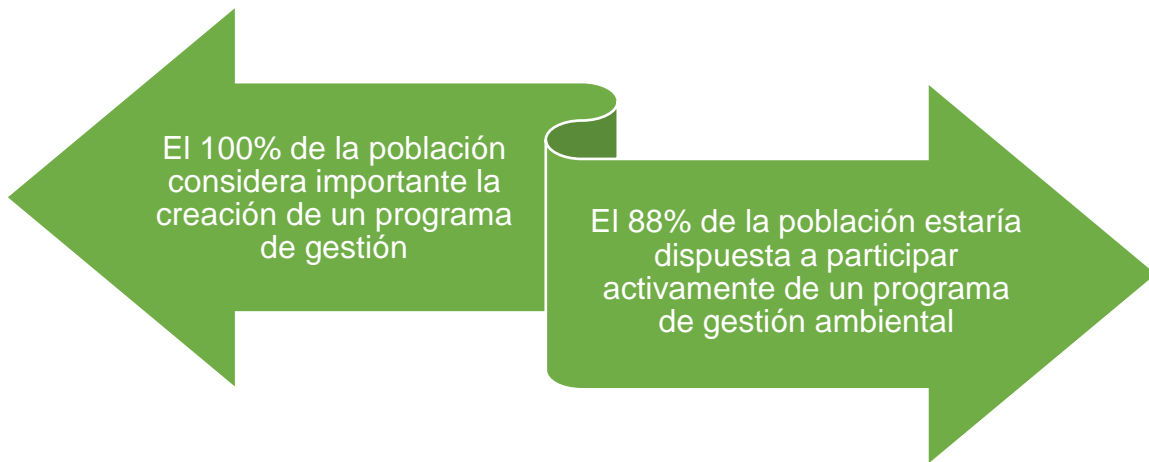 El 100% de la población
considera importante la
creación de un programa
de gestión
El 88% de la población estaría
dispuesta a participar
activamente de un programa
de gestión ambiental